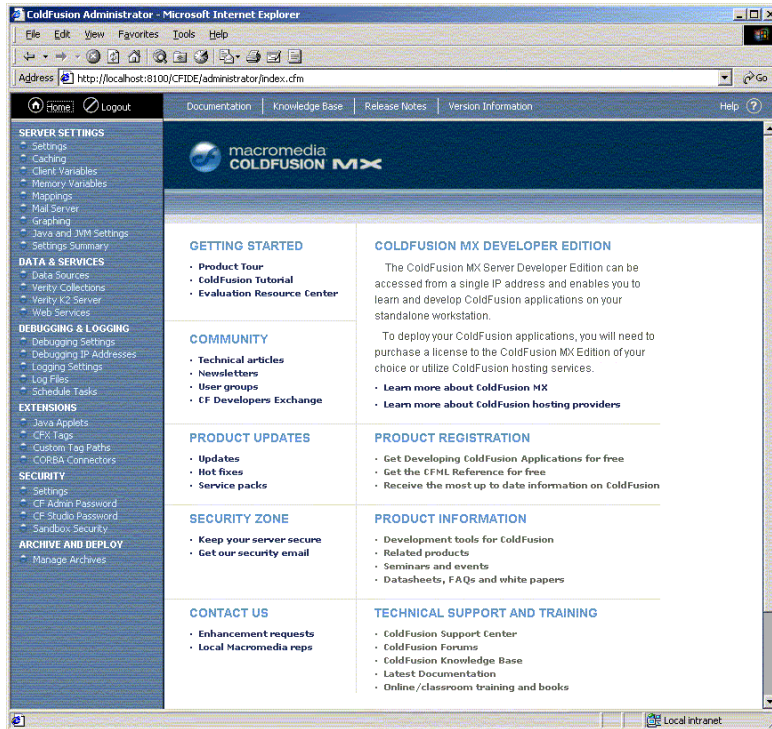 ColdFusion Administrator - Microsoft Internet Explorer
File Edit View Favorites Tools Help
Address http://localhost:8100/CFIDE/administrator/index.cfm Go
Home Logout Documentation Knowledge Base Release Notes Version Information Help ?
SERVER SETTINGS
Settings
Caching
Client Variables
Memory Variables
Mappings
Mail Server
Graphing
Java and JVM Settings
Settings Summary
DATA & SERVICES
Data Sources
Verity Collections
Verity K2 Server
Web Services
DEBUGGING & LOGGING
Debugging Settings
Debugging IP Addresses
Logging Settings
Log Files
Schedule Tasks
EXTENSIONS
Java Applets
CFX Tags
Custom Tag Paths
CORBA Connectors
SECURITY
Settings
CF Admin Password
CF Studio Password
Sandbox Security
ARCHIVE AND DEPLOY
Manage Archives
macromedia
COLDFUSION MX
GETTING STARTED
· Product Tour
· ColdFusion Tutorial
· Evaluation Resource Center
COMMUNITY
· Technical articles
· Newsletters
· User groups
· CF Developers Exchange
PRODUCT UPDATES
· Updates
· Hot fixes
· Service packs
SECURITY ZONE
· Keep your server secure
· Get our security email
CONTACT US
· Enhancement requests
· Local Macromedia reps
COLDFUSION MX DEVELOPER EDITION
The ColdFusion MX Server Developer Edition can be
accessed from a single IP address and enables you to
learn and develop ColdFusion applications on your
standalone workstation.
To deploy your ColdFusion applications, you will need to
purchase a license to the ColdFusion MX Edition of your
choice or utilize ColdFusion hosting services.
· Learn more about ColdFusion MX
· Learn more about ColdFusion hosting providers
PRODUCT REGISTRATION
· Get Developing ColdFusion Applications for free
· Get the CFML Reference for free
· Receive the most up to date information on ColdFusion
PRODUCT INFORMATION
· Development tools for ColdFusion
· Related products
· Seminars and events
· Datasheets, FAQs and white papers
TECHNICAL SUPPORT AND TRAINING
· ColdFusion Support Center
· ColdFusion Forums
· ColdFusion Knowledge Base
· Latest Documentation
· Online/classroom training and books
Local intranet